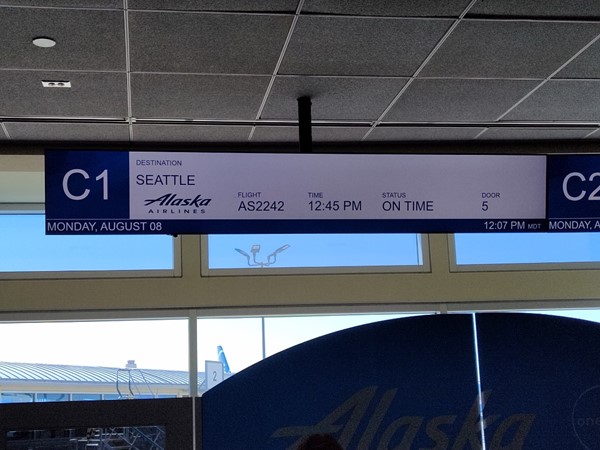 C1
DESTINATION
SEATTLE
Alaska
AIRLINES
FLIGHT
AS2242
TIME
12:45 PM
STATUS
ON TIME
DOOR
5
MONDAY, AUGUST 08
12:07 PM MDT
C2
MONDAY, A
2
Alaska
one